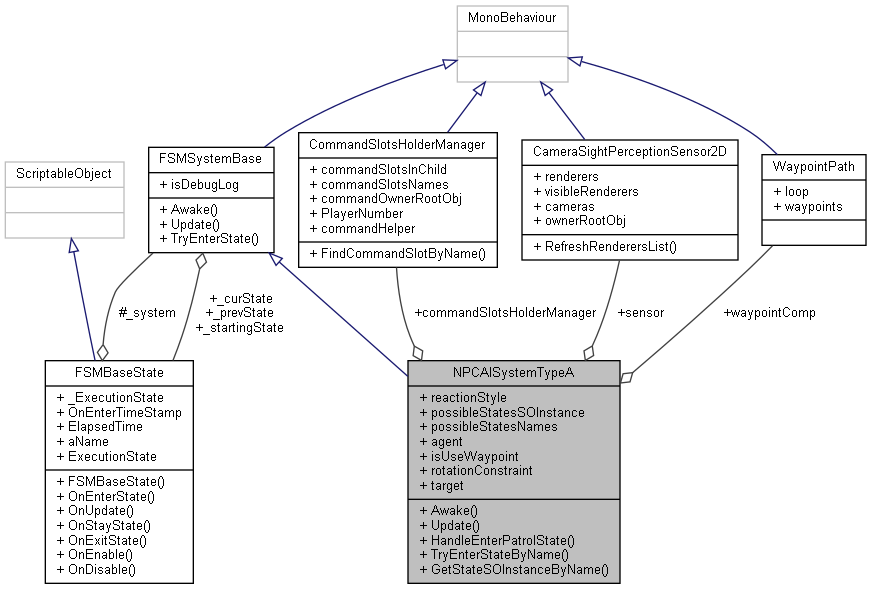 MonoBehaviour
FSMSystemBase
+ isDebugLog
+ Awake()
+ Update()
+ TryEnterState()
CommandSlotsHolderManager
+ commandSlotsInChild
+ commandSlotsNames
+ commandOwnerRootObj
+ PlayerNumber
+ commandHelper
+ FindCommandSlotByName()
CameraSightPerceptionSensor2D
+ renderers
+ visibleRenderers
+ cameras
+ ownerRootObj
+ RefreshRenderersList()
WaypointPath
+ loop
+ waypoints
ScriptableObject
#_system
+_curState
+_prevState
+_startingState
+commandSlotsHolderManager
+sensor
+waypointComp
FSMBaseState
+ _ExecutionState
+ OnEnterTimeStamp
+ ElapsedTime
+ aName
+ ExecutionState
+ FSMBaseState()
+ OnEnterState()
+ OnUpdate()
+ OnStayState()
+ OnExitState()
+ OnEnable()
+ OnDisable()
NPCAISystemTypeA
+ reactionStyle
+ possibleStatesSOInstance
+ possibleStatesNames
+ agent
+ isUseWaypoint
+ rotationConstraint
+ target
+ Awake()
+ Update()
+ HandleEnterPatrolState()
+ TryEnterStateByName()
+ GetStateSOInstanceByName()